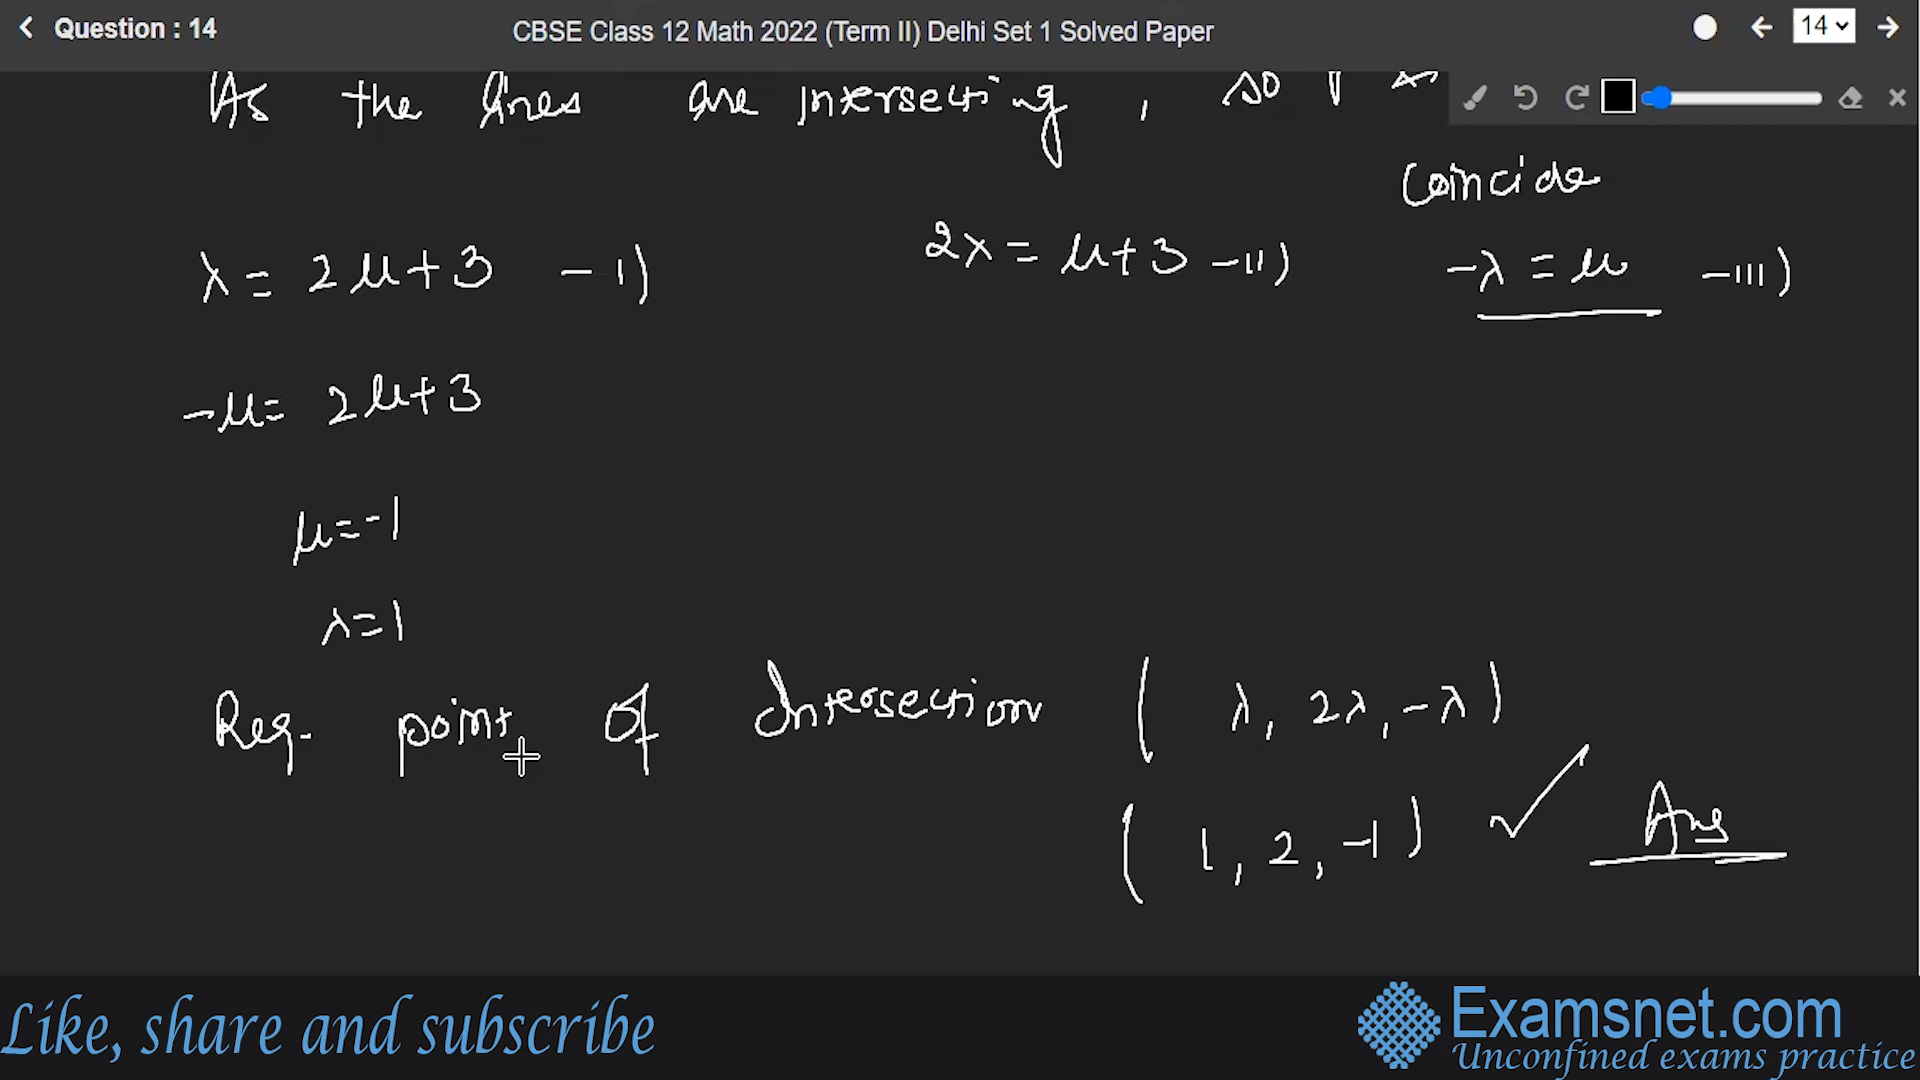 Question : 14
CBSE Class 12 Math 2022 (Term II) Delhi Set 1 Solved Paper
14
As the lines are intersecting, so
coincide
λ = 2μ+3 -i)
2λ = μ+3 -ii)
-λ = μ -iii)
-μ= 2μ+3
μ=-1
λ=1
Req. point of Intersection ( λ, 2λ, -λ)
( 1, 2, -1) ✓ Ans
Like, share and subscribe
Examsnet.com
Unconfined exams practice